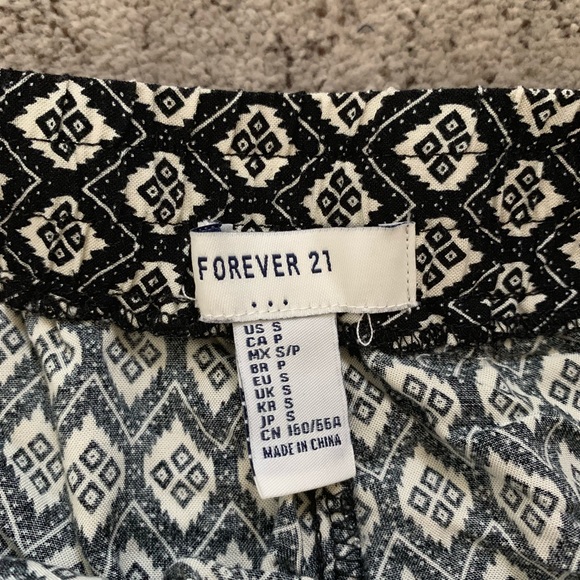 FOREVER 21
...
US S
CA P
MX S/P
BR P
EU S
UK S
KR S
JP S
CN 160/66A
MADE IN CHINA